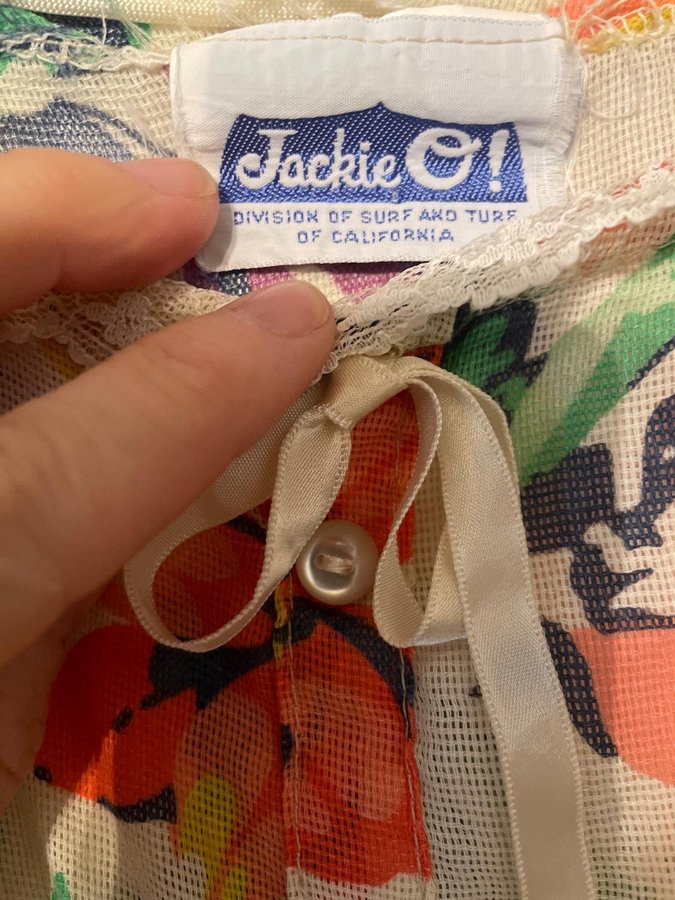 Jackie O!
DIVISION OF SURF AND TURF
OF CALIFORNIA